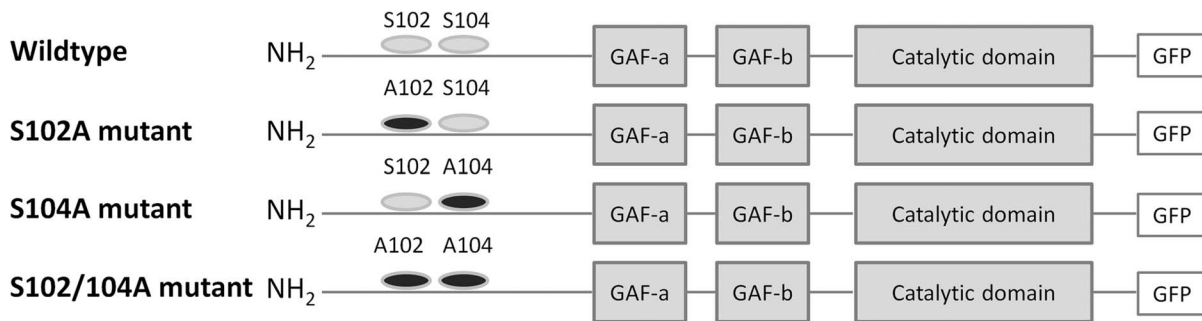 S102 S104
Wildtype NH2 GAF-a GAF-b Catalytic domain GFP
A102 S104
S102A mutant NH2 GAF-a GAF-b Catalytic domain GFP
S102 A104
S104A mutant NH2 GAF-a GAF-b Catalytic domain GFP
A102 A104
S102/104A mutant NH2 GAF-a GAF-b Catalytic domain GFP